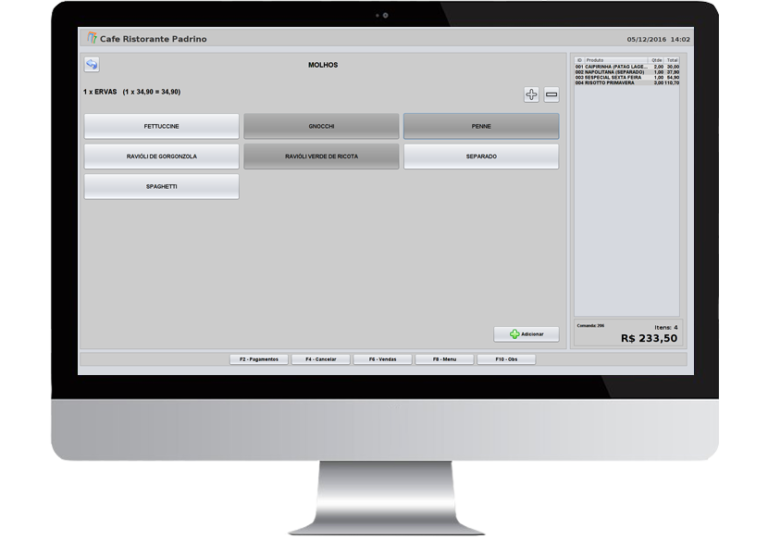 Cafe Ristorante Padrino
05/12/2016 14:02
MOLHOS
1 x ERVAS (1 x 34,90 = 34,90)
FETTUCCINE
GNOCCHI
PENNE
RAVIÓLI DE GORGONZOLA
RAVIÓLI VERDE DE RICOTA
SEPARADO
SPAGHETTI
Adicionar
ID Produto Qtde Total
001 CAIPIRINHA (PATAO LAGE... 2,00 30,00
002 NAPOLITANA (SEPARADO) 1,00 37,90
003 SESPECIAL SEXTA FEIRA 1,00 54,90
004 RISOTTO PRIMAVERA 3,00 110,70
Comanda: 200
Itens: 4
R$ 233,50
F2 - Pagamentos
F4 - Cancelar
F6 - Vendas
F8 - Menu
F10 - Obs